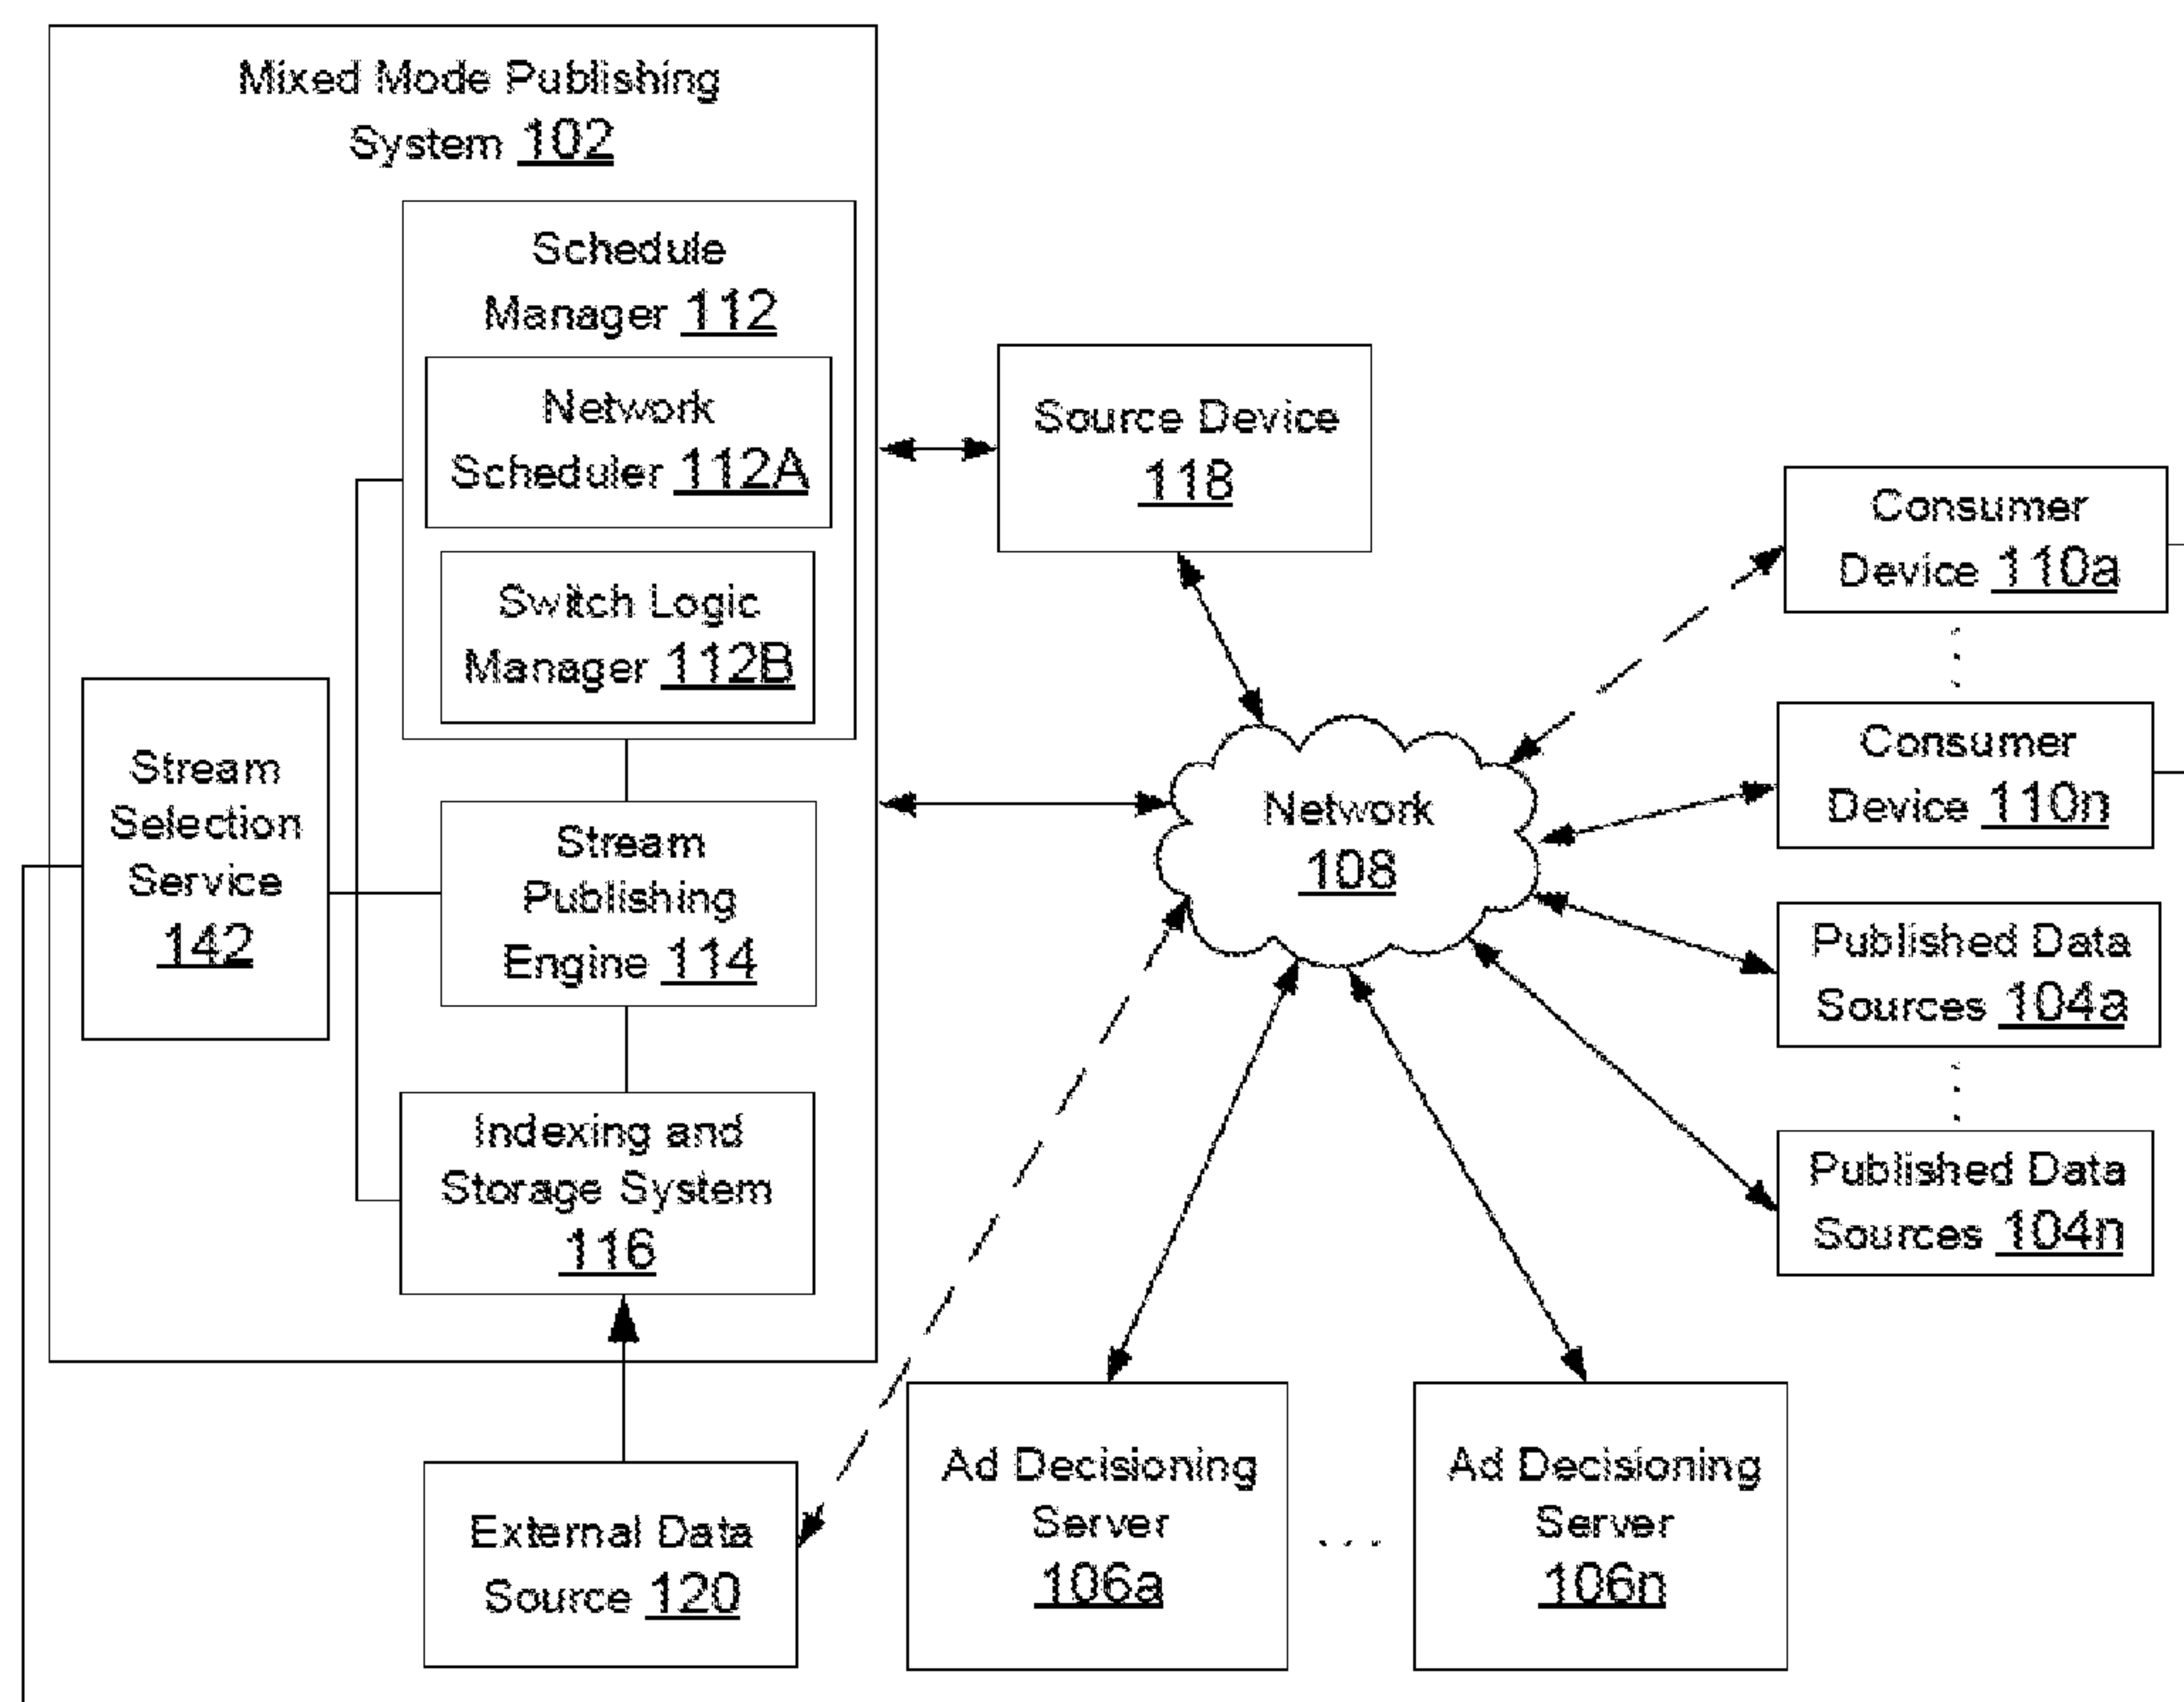 Mixed Mode Publishing
System 102
Schedule
Manager 112
Network
Scheduler 112A
Switch Logic
Manager 112B
Stream
Selection
Service
142
Stream
Publishing
Engine 114
Indexing and
Storage System
116
External Data
Source 120
Source Device
118
Network
108
Consumer
Device 110a
Consumer
Device 110n
Published Data
Sources 104a
Published Data
Sources 104n
Ad Decisioning
Server
106a
...
Ad Decisioning
Server
106n